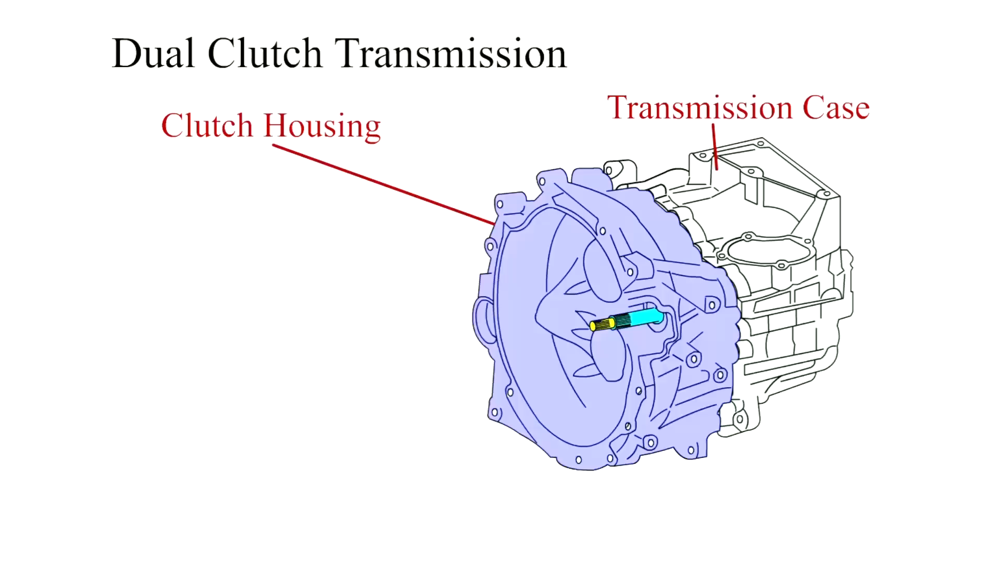 Dual Clutch Transmission
Transmission Case
Clutch Housing